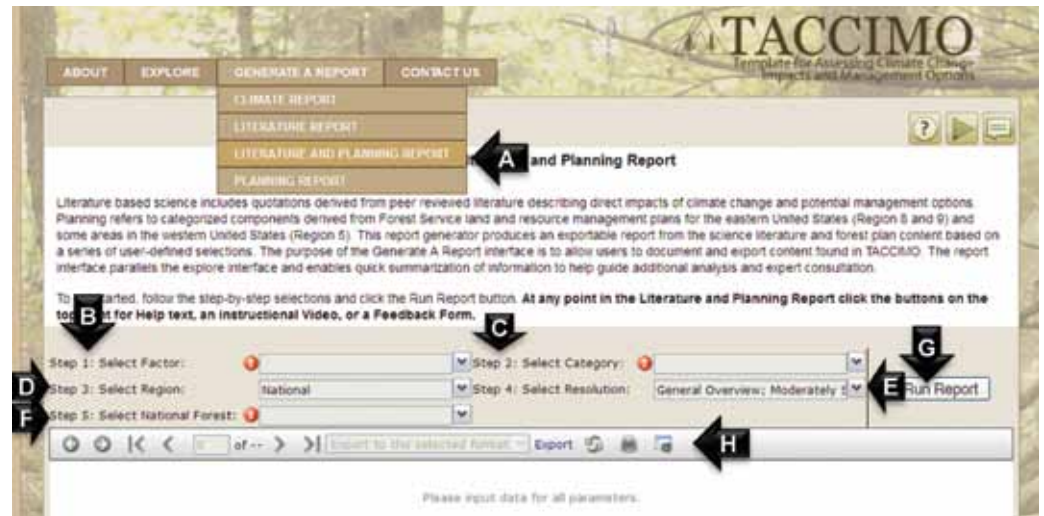 TACCIMO
Template for Assessing Climate Change
Impacts and Management Options
ABOUT EXPLORE GENERATE A REPORT CONTACT US
CLIMATE REPORT
LITERATURE REPORT
LITERATURE AND PLANNING REPORT
PLANNING REPORT
A
and Planning Report
Literature based science includes quotations derived from peer reviewed literature describing direct impacts of climate change and potential management options.
Planning refers to categorized components derived from Forest Service land and resource management plans for the eastern United States (Region 8 and 9) and
some areas in the western United States (Region 5). This report generator produces an exportable report from the science literature and forest plan content based on
a series of user-defined selections. The purpose of the Generate A Report interface is to allow users to document and export content found in TACCIMO. The report
interface parallels the explore interface and enables quick summarization of information to help guide additional analysis and expert consultation.
To started, follow the step-by-step selections and click the Run Report button. At any point in the Literature and Planning Report click the buttons on the
for Help text, an instructional Video, or a Feedback Form.
B
C
G
Step 1: Select Factor: Step 2: Select Category:
D Step 3: Select Region: National Step 4: Select Resolution: General Overview; Moderately E Run Report
F Step 5: Select National Forest:
of -- to the selected format Export H
Please input data for all parameters.